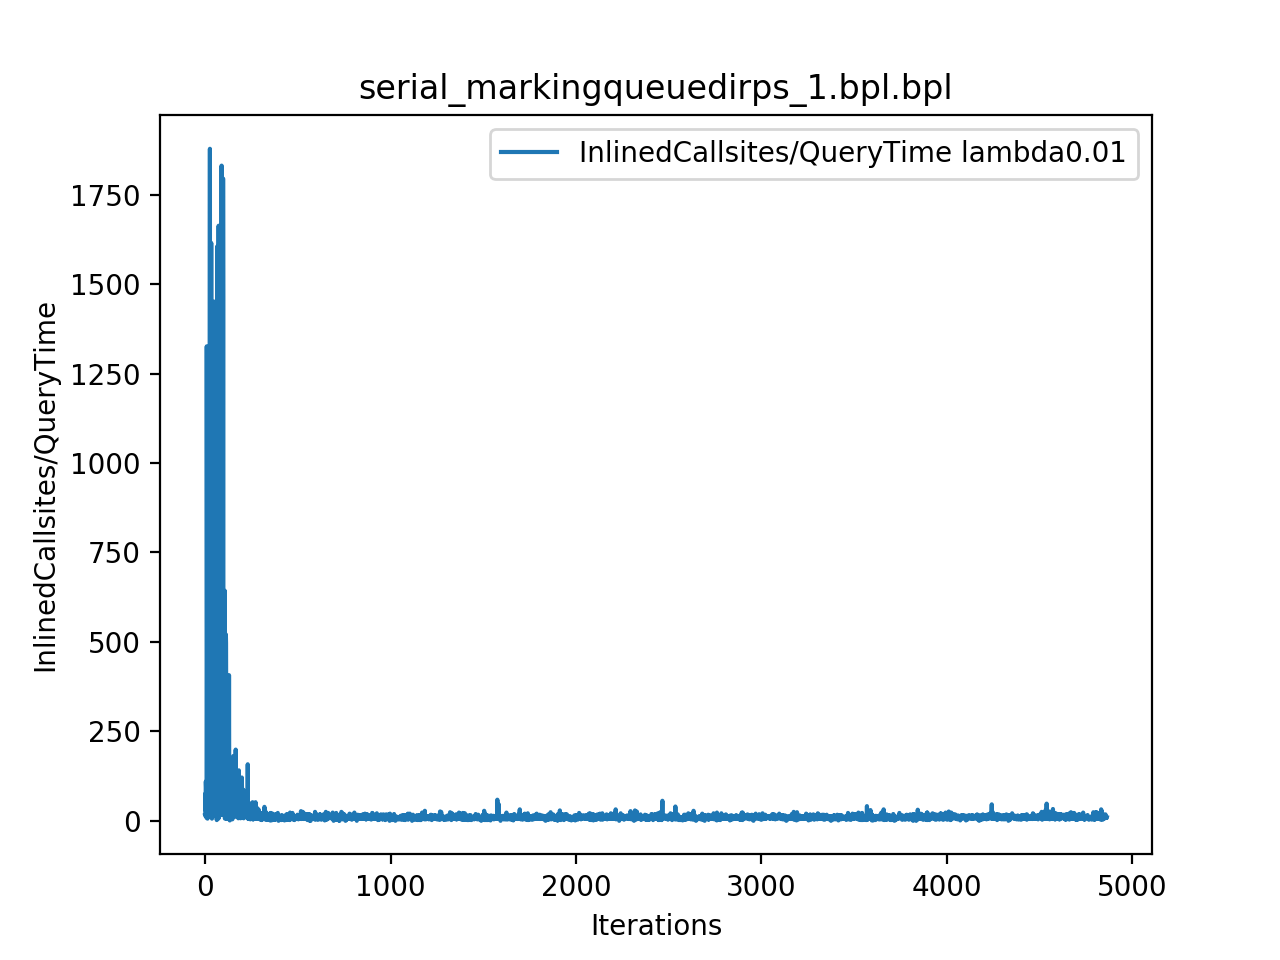 serial_markingqueuedirps_1.bpl.bpl
InlinedCallsites/QueryTime lambda0.01
InlinedCallsites/QueryTime
1750
1500
1250
1000
750
500
250
0
0 1000 2000 3000 4000 5000
Iterations